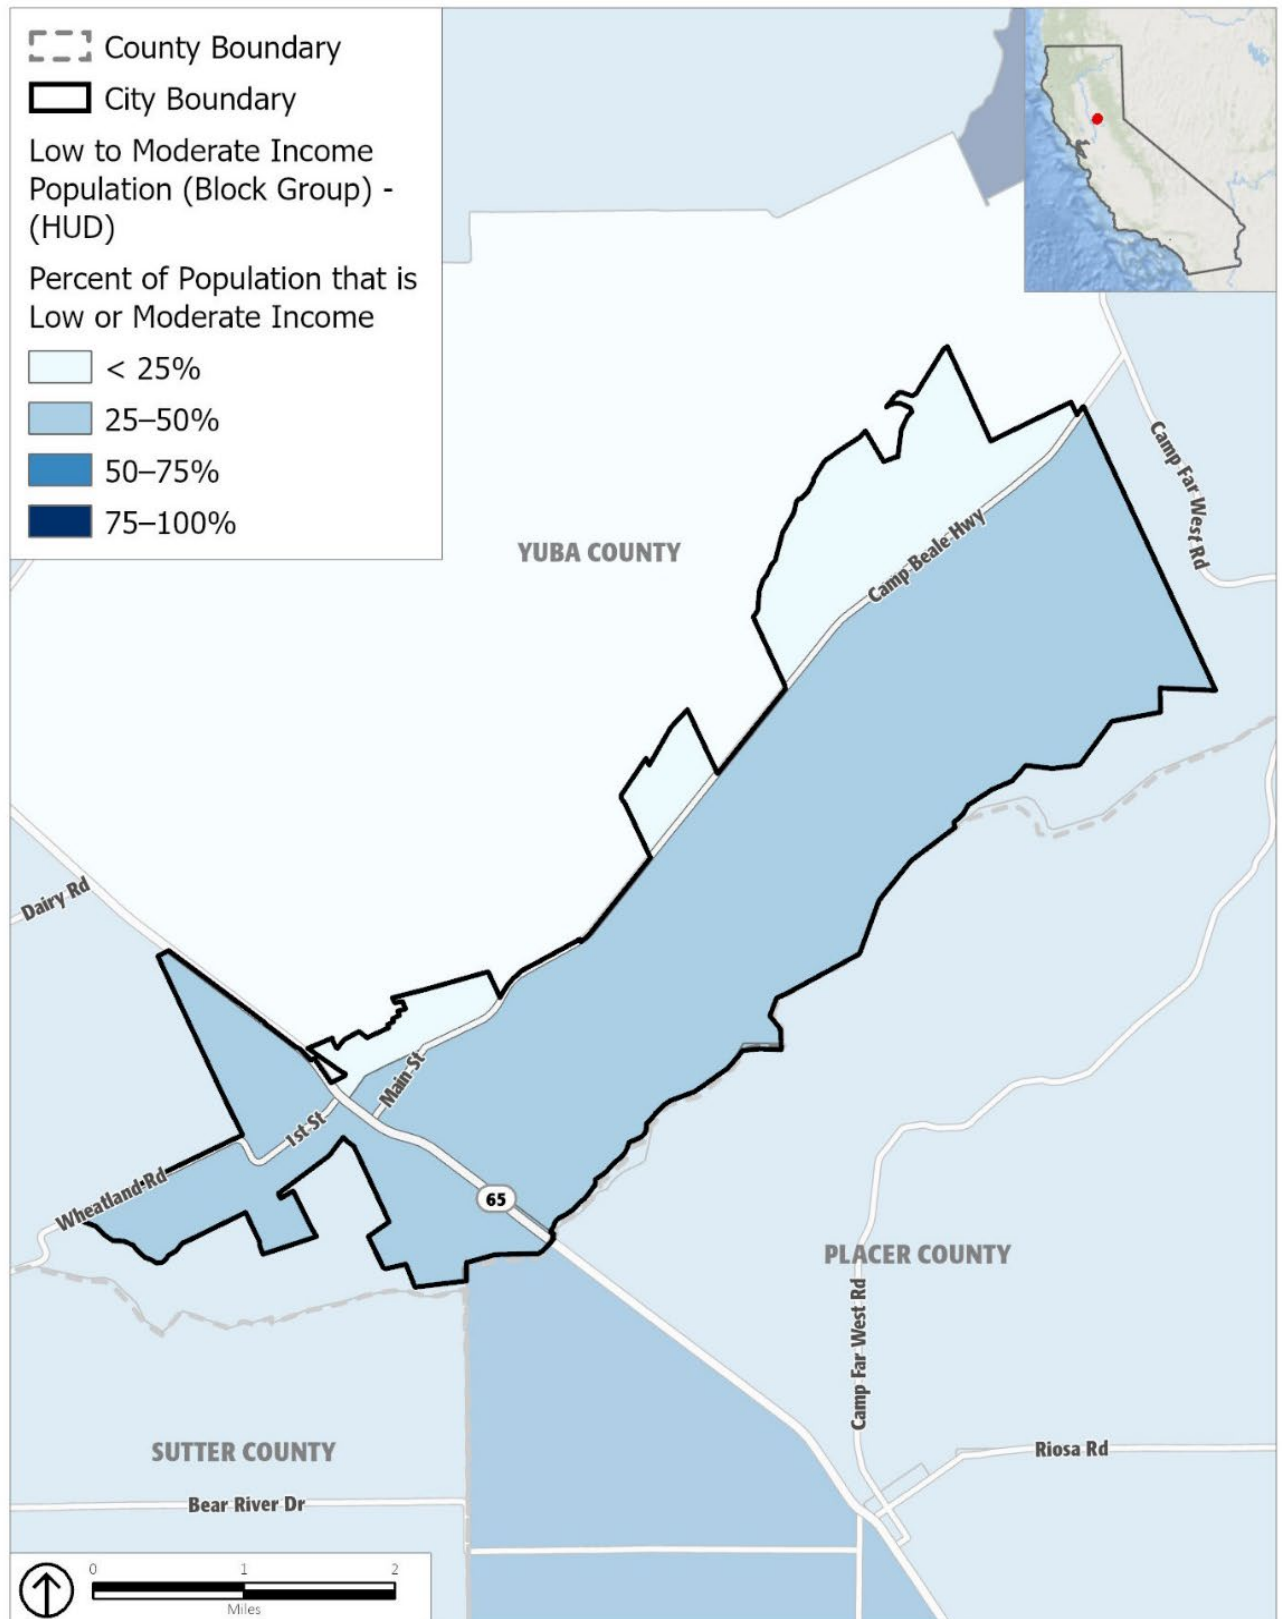 County Boundary
City Boundary
Low to Moderate Income
Population (Block Group) -
(HUD)
Percent of Population that is
Low or Moderate Income
< 25%
25–50%
50–75%
75–100%
YUBA COUNTY
Camp Far West Rd
Camp Beale Hwy
Dairy Rd
Main St
1st St
Wheatland Rd
65
PLACER COUNTY
Camp Far West Rd
SUTTER COUNTY
Riosa Rd
Bear River Dr
0 1 2
Miles